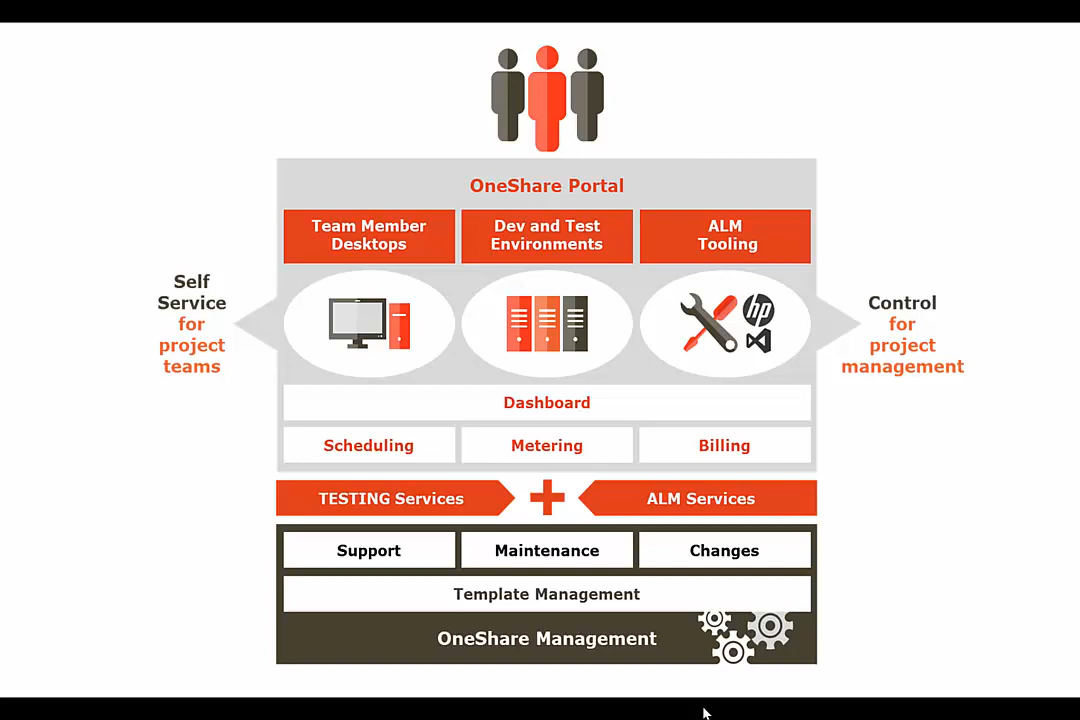 OneShare Portal
Team Member
Desktops
Dev and Test
Environments
ALM
Tooling
Self
Service
for
project
teams
hp
Control
for
project
management
Dashboard
Scheduling
Metering
Billing
TESTING Services
ALM Services
Support
Maintenance
Changes
Template Management
OneShare Management